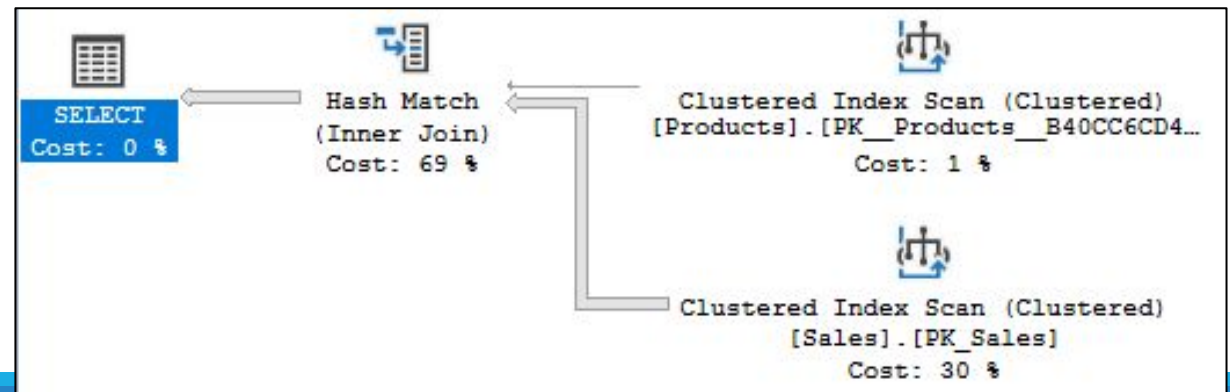 SELECT
Cost: 0 %
Hash Match
(Inner Join)
Cost: 69 %
Clustered Index Scan (Clustered)
[Products].[PK__Products__B40CC6CD4…
Cost: 1 %
Clustered Index Scan (Clustered)
[Sales].[PK_Sales]
Cost: 30 %